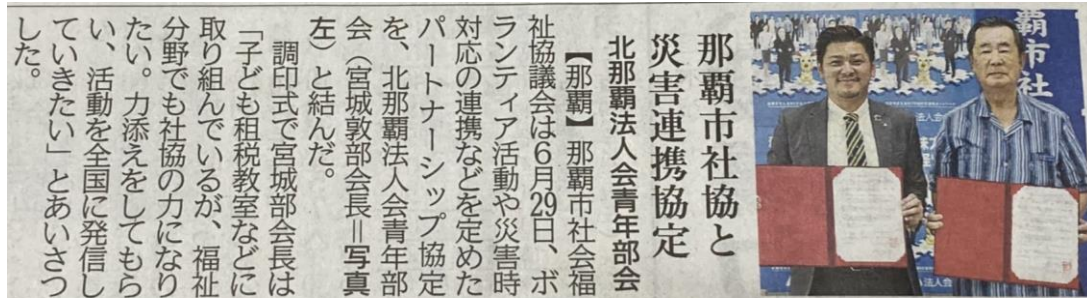 那覇市社協と
災害連携協定
北那覇法人会青年部会
【那覇】那覇市社会福
祉協議会は6月29日、ボ
ランティア活動や災害時
対応の連携などを定めた
パートナーシップ協定
を、北那覇法人会青年部
会（宮城敦部会長＝写真
左）と結んだ。
調印式で宮城部会長は
「子ども租税教室などに
取り組んでいるが、福祉
分野でも社協の力になり
たい。力添えをしてもら
い、活動を全国に発信し
ていきたい」とあいさつ
した。
覇市社
法人会